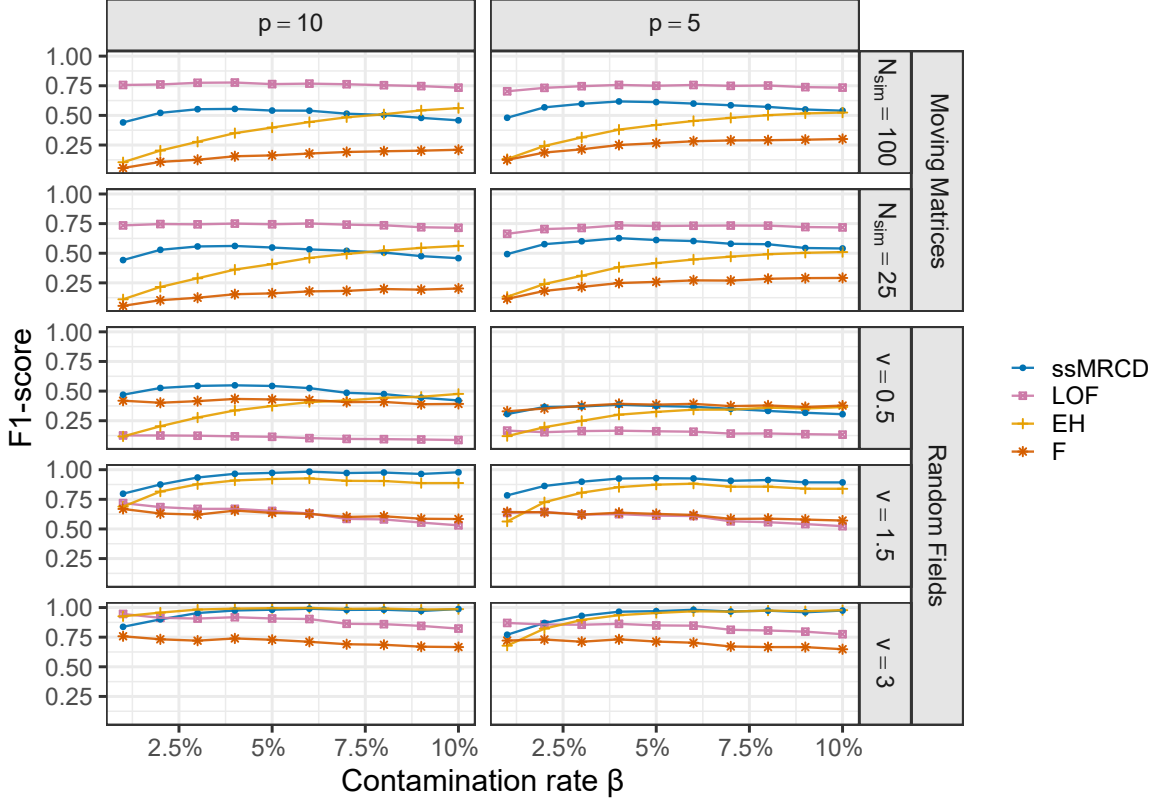 p = 10
p = 5
1.00
0.75
0.50
0.25
N_sim = 100
Moving Matrices
1.00
0.75
0.50
0.25
N_sim = 25
1.00
0.75
0.50
0.25
v = 0.5
Random Fields
1.00
0.75
0.50
0.25
v = 1.5
1.00
0.75
0.50
0.25
v = 3
F1-score
2.5%
5%
7.5%
10%
2.5%
5%
7.5%
10%
Contamination rate β
ssMRCD
LOF
EH
F